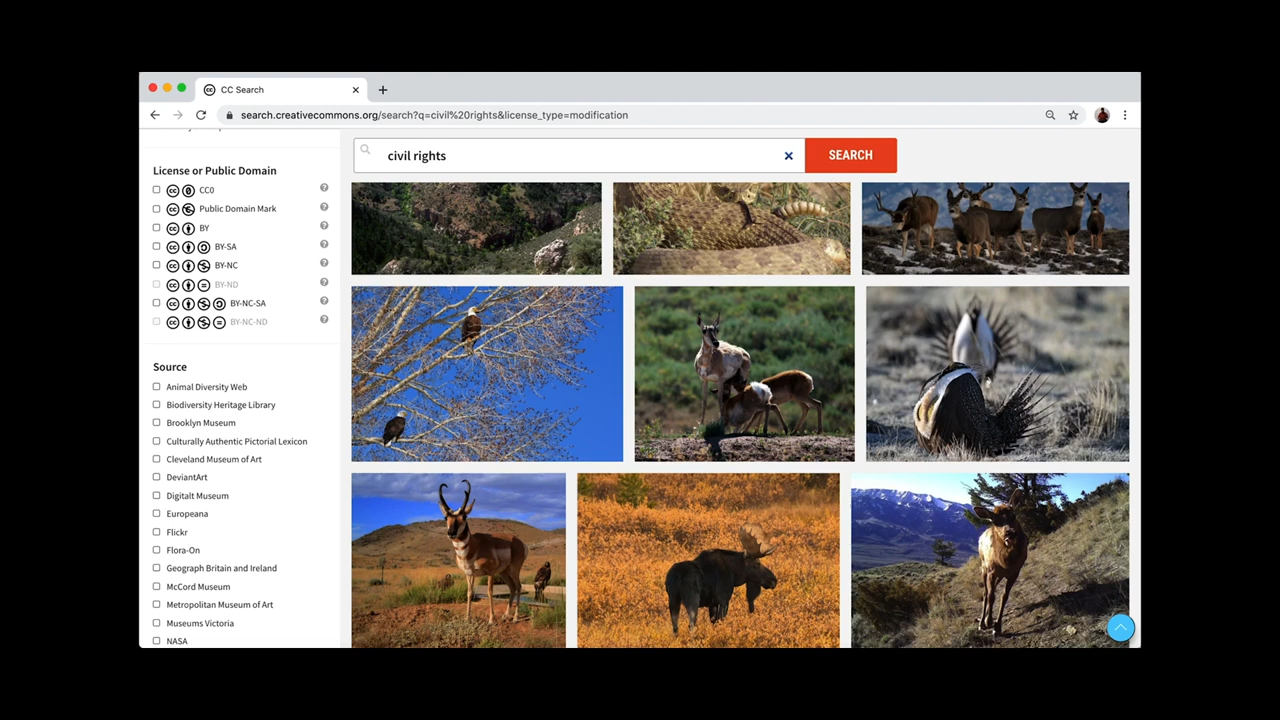 CC Search
search.creativecommons.org/search?q=civil%20rights&license_type=modification
civil rights
SEARCH
License or Public Domain
CC0
Public Domain Mark
BY
BY-SA
BY-NC
BY-ND
BY-NC-SA
BY-NC-ND
Source
Animal Diversity Web
Biodiversity Heritage Library
Brooklyn Museum
Culturally Authentic Pictorial Lexicon
Cleveland Museum of Art
DeviantArt
Digitalt Museum
Europeana
Flickr
Flora-On
Geograph Britain and Ireland
McCord Museum
Metropolitan Museum of Art
Museums Victoria
NASA